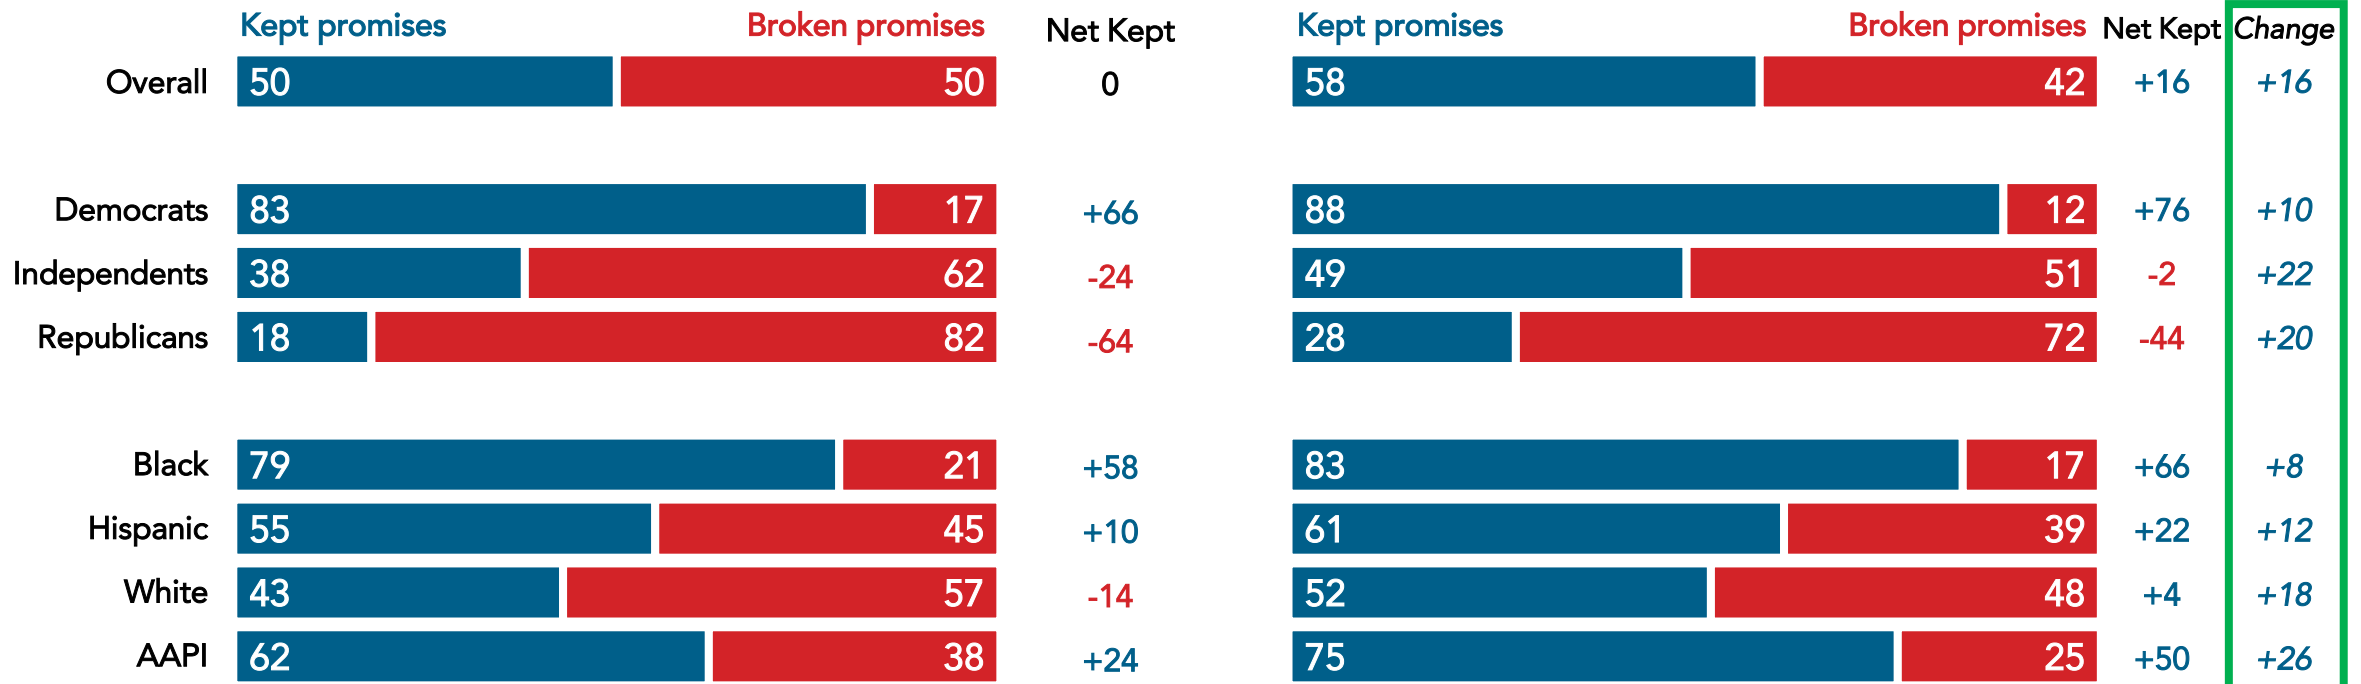 Kept promises Broken promises Net Kept Kept promises Broken promises Net Kept Change
Overall 50 50 0 58 42 +16 +16
Democrats 83 17 +66 88 12 +76 +10
Independents 38 62 -24 49 51 -2 +22
Republicans 18 82 -64 28 72 -44 +20
Black 79 21 +58 83 17 +66 +8
Hispanic 55 45 +10 61 39 +22 +12
White 43 57 -14 52 48 +4 +18
AAPI 62 38 +24 75 25 +50 +26